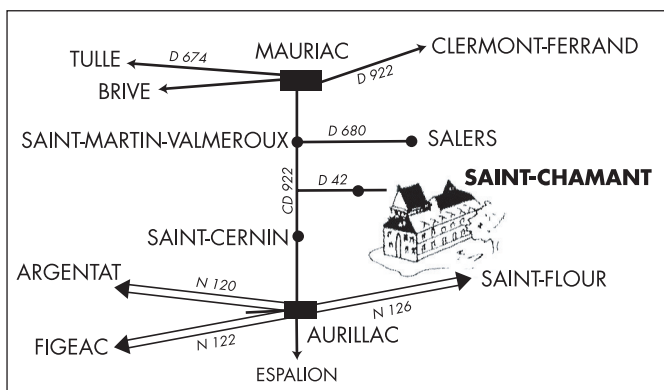 TULLE
D 674
MAURIAC
CLERMONT-FERRAND
D 922
BRIVE
SAINT-MARTIN-VALMEROUX
D 680
SALERS
CD 922
D 42
SAINT-CHAMANT
SAINT-CERNIN
ARGENTAT
N 120
SAINT-FLOUR
N 126
FIGEAC
N 122
AURILLAC
ESPALION